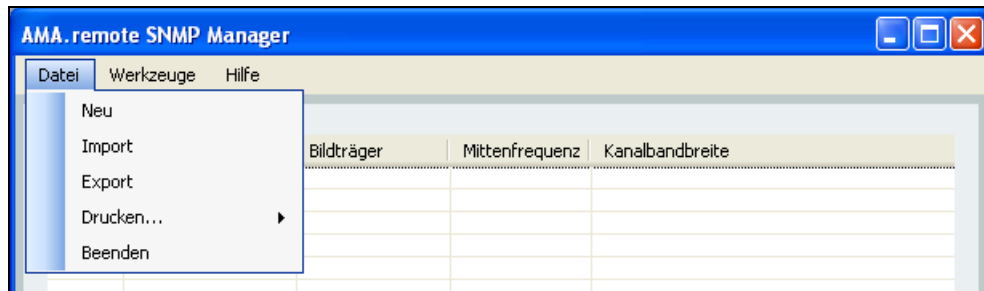 AMA.remote SNMP Manager
Datei Werkzeuge Hilfe
Neu
Import
Export
Drucken...
Beenden
Bildträger Mittenfrequenz Kanalbandbreite